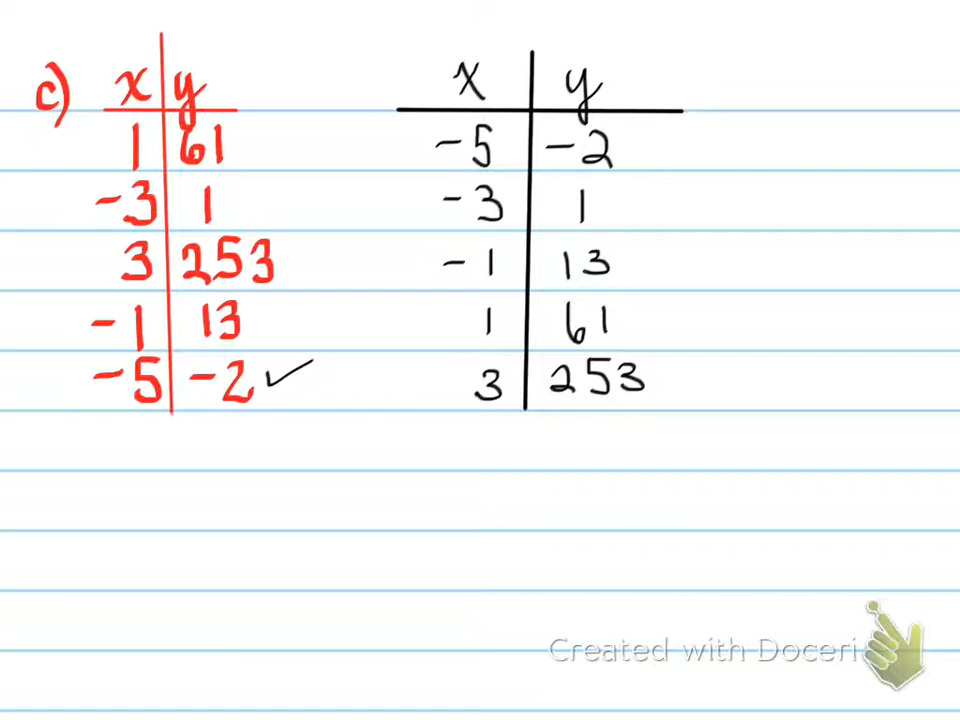 c) x y x y
1 61 -5 -2
-3 1 -3 1
3 253 -1 13
-1 13 1 61
-5 -2 ✓ 3 253
Created with Doceri